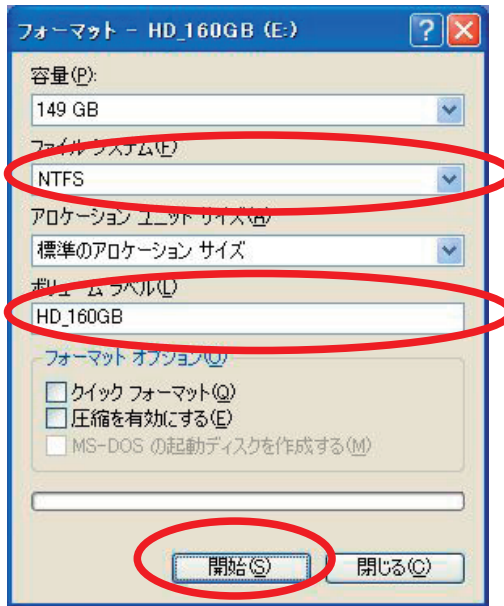 フォーマット - HD_160GB (E:)
容量(P):
149 GB
ファイル システム(F)
NTFS
アロケーション ユニット サイズ(A)
標準のアロケーション サイズ
ボリューム ラベル(L)
HD_160GB
フォーマット オプション(O)
クイック フォーマット(Q)
圧縮を有効にする(E)
MS-DOS の起動ディスクを作成する(M)
開始(S) 閉じる(C)